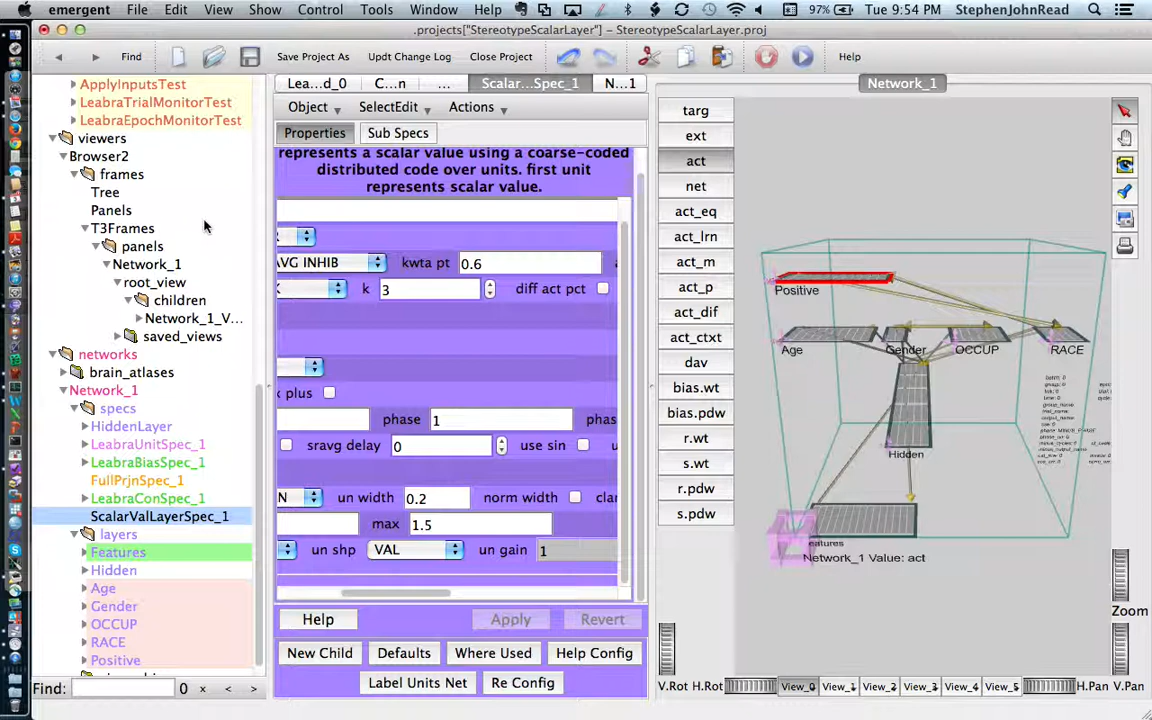 emergent File Edit View Show Control Tools Window Help 97% Tue 9:54 PM StephenJohnRead
.projects["StereotypeScalarLayer"] – StereotypeScalarLayer.proj
Find Save Project As Updt Change Log Close Project Help
ApplyInputsTest
LeabraTrialMonitorTest
LeabraEpochMonitorTest
viewers
Browser2
frames
Tree
Panels
T3Frames
panels
Network_1
root_view
children
Network_1_V...
saved_views
networks
brain_atlases
Network_1
specs
HiddenLayer
LeabraUnitSpec_1
LeabraBiasSpec_1
FullPrjnSpec_1
LeabraConSpec_1
ScalarValLayerSpec_1
layers
Features
Hidden
Age
Gender
OCCUP
RACE
Positive
Find: 0 x < >
Lea...d_0 C...n ... Scalar...Spec_1 N...1
Object SelectEdit Actions
Properties Sub Specs
represents a scalar value using a coarse-coded
distributed code over units. first unit
represents scalar value.
AVG INHIB kwta pt 0.6
k 3 diff act pct
plus
phase 1 phas
sravg delay 0 use sin
N un width 0.2 norm width clar
max 1.5
un shp VAL un gain 1
Help Apply Revert
New Child Defaults Where Used Help Config
Label Units Net Re Config
Network_1
targ
ext
act
net
act_eq
act_lrn
act_m
act_p
act_dif
act_ctxt
dav
bias.wt
bias.pdw
r.wt
s.wt
r.pdw
s.pdw
Positive
Age Gender OCCUP RACE
Hidden
Features
Network_1 Value: act
Zoom
V.Rot H.Rot View_0 View_1 View_2 View_3 View_4 View_5 H.Pan V.Pan